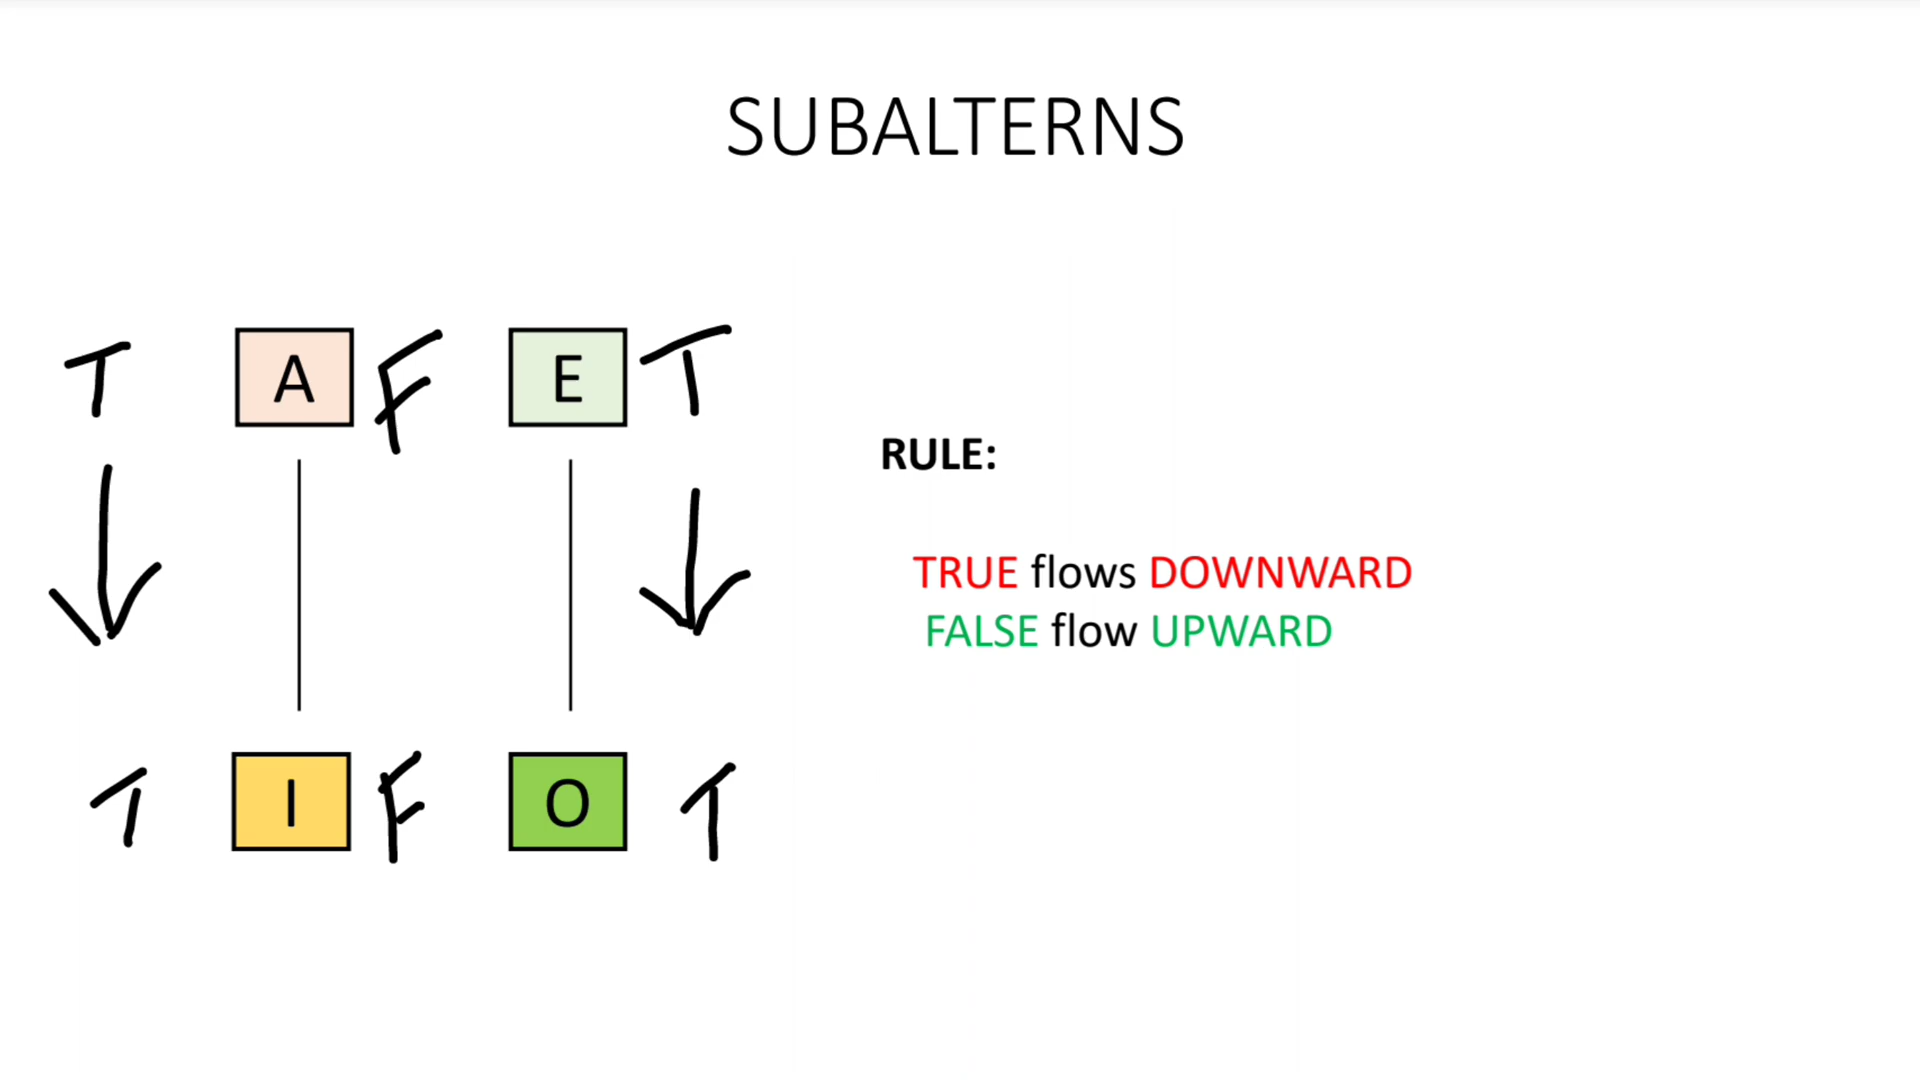 SUBALTERNS
T A F E T
RULE:
TRUE flows DOWNWARD
FALSE flow UPWARD
T I F O T